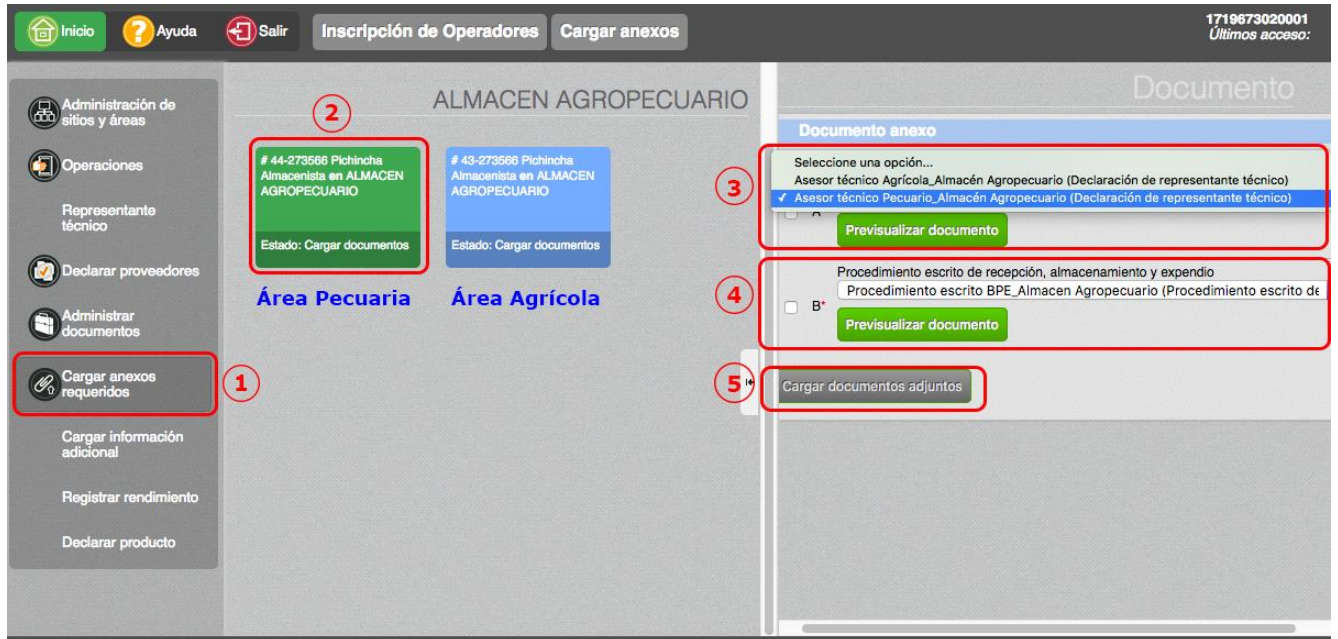 Inicio
Ayuda
Salir
Inscripción de Operadores
Cargar anexos
1719673020001
Últimos acceso:
Administración de
sitios y áreas
Operaciones
Representante
técnico
Declarar proveedores
Administrar
documentos
Cargar anexos
requeridos
1
Cargar información
adicional
Registrar rendimiento
Declarar producto
ALMACEN AGROPECUARIO
2
# 44-273566 Pichincha
Almacenista en ALMACEN
AGROPECUARIO
Estado: Cargar documentos
Área Pecuaria
# 43-273566 Pichincha
Almacenista en ALMACEN
AGROPECUARIO
Estado: Cargar documentos
Área Agrícola
Documento
Documento anexo
3
Seleccione una opción...
Asesor técnico Agrícola_Almacén Agropecuario (Declaración de representante técnico)
✓ Asesor técnico Pecuario_Almacén Agropecuario (Declaración de representante técnico)
A
Previsualizar documento
4
Procedimiento escrito de recepción, almacenamiento y expendio
B*
Procedimiento escrito BPE_Almacen Agropecuario (Procedimiento escrito de
Previsualizar documento
5
Cargar documentos adjuntos